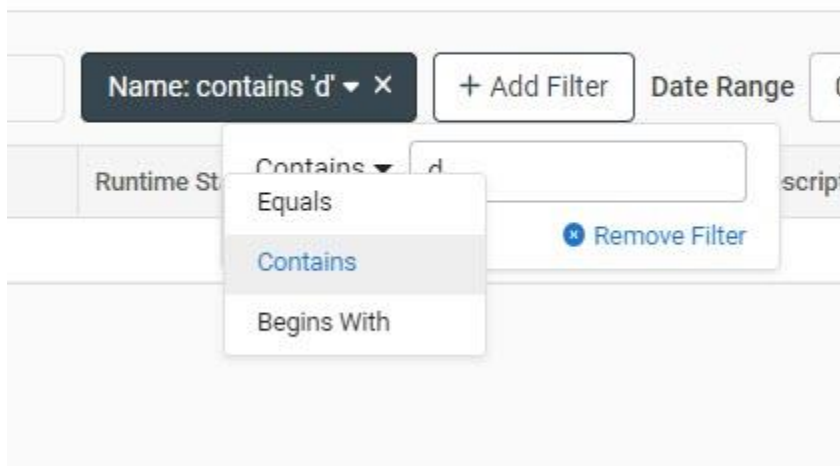 Name: contains 'd' + Add Filter Date Range
Runtime St
Contains d
Equals
Remove Filter
Contains
Begins With